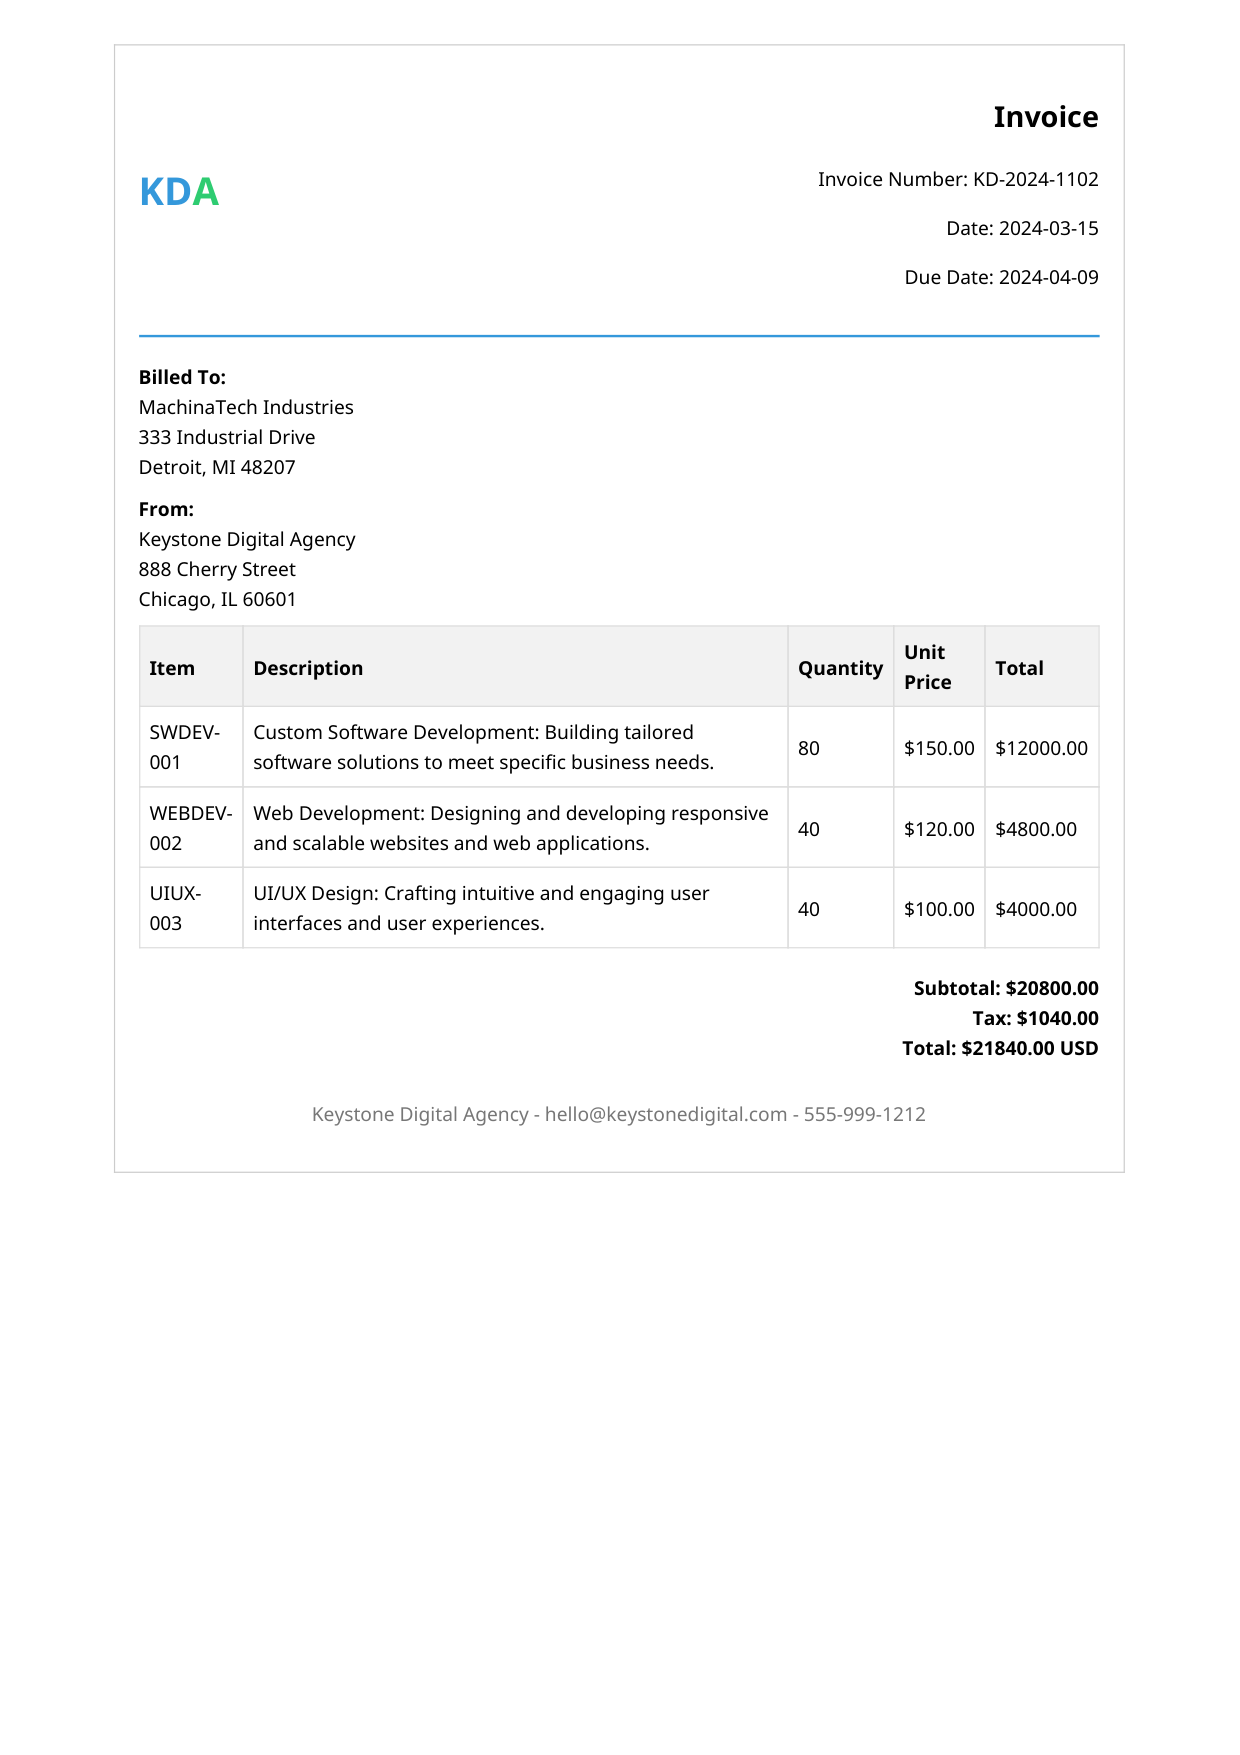 Invoice
KDA
Invoice Number: KD-2024-1102
Date: 2024-03-15
Due Date: 2024-04-09
Billed To:
MachinaTech Industries
333 Industrial Drive
Detroit, MI 48207
From:
Keystone Digital Agency
888 Cherry Street
Chicago, IL 60601
Item Description Quantity Unit Price Total
SWDEV-001 Custom Software Development: Building tailored software solutions to meet specific business needs. 80 $150.00 $12000.00
WEBDEV-002 Web Development: Designing and developing responsive and scalable websites and web applications. 40 $120.00 $4800.00
UIUX-003 UI/UX Design: Crafting intuitive and engaging user interfaces and user experiences. 40 $100.00 $4000.00
Subtotal: $20800.00
Tax: $1040.00
Total: $21840.00 USD
Keystone Digital Agency - hello@keystonedigital.com - 555-999-1212